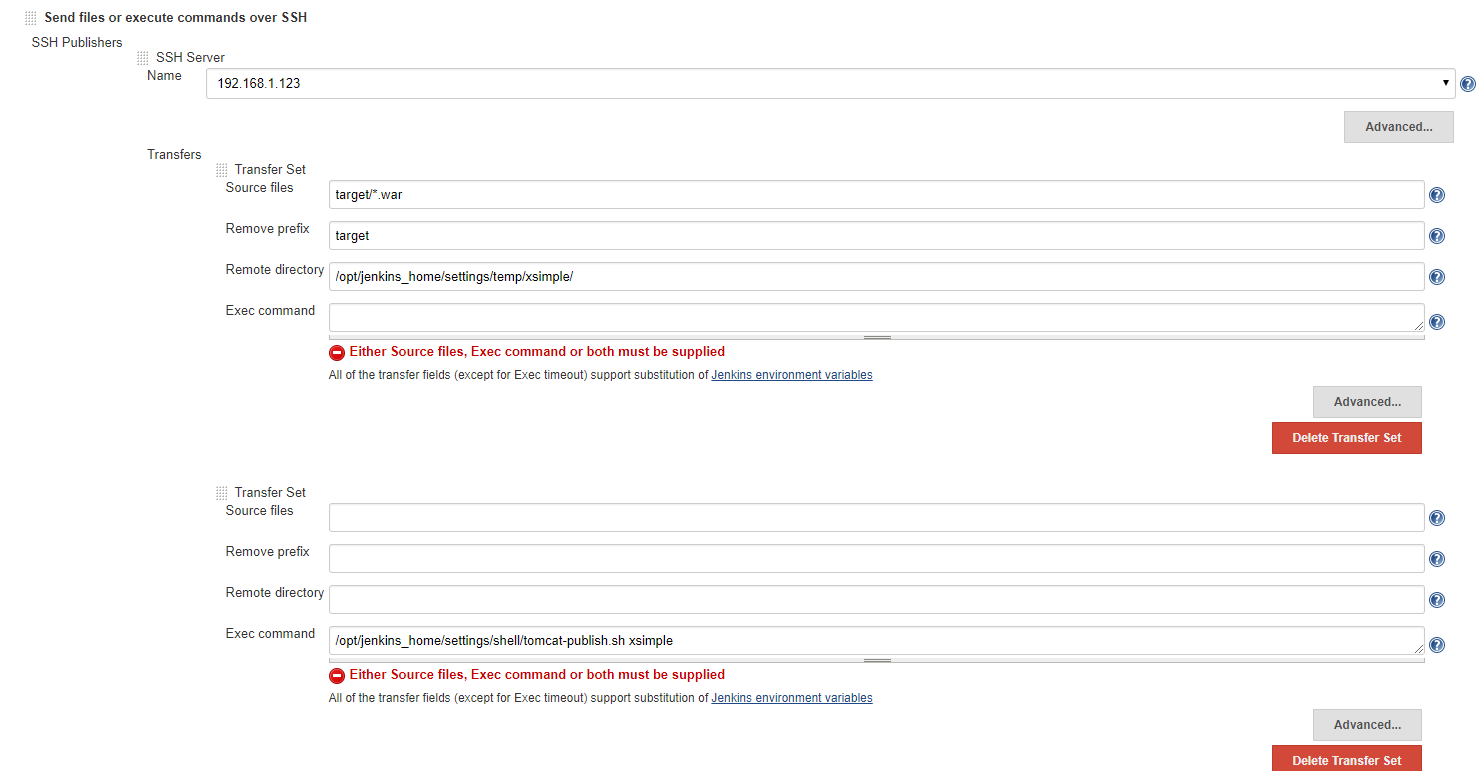 Send files or execute commands over SSH
SSH Publishers
SSH Server
Name
192.168.1.123
Advanced...
Transfers
Transfer Set
Source files
target/*.war
Remove prefix
target
Remote directory
/opt/jenkins_home/settings/temp/xsimple/
Exec command
Either Source files, Exec command or both must be supplied
All of the transfer fields (except for Exec timeout) support substitution of Jenkins environment variables
Advanced...
Delete Transfer Set
Transfer Set
Source files
Remove prefix
Remote directory
Exec command
/opt/jenkins_home/settings/shell/tomcat-publish.sh xsimple
Either Source files, Exec command or both must be supplied
All of the transfer fields (except for Exec timeout) support substitution of Jenkins environment variables
Advanced...
Delete Transfer Set